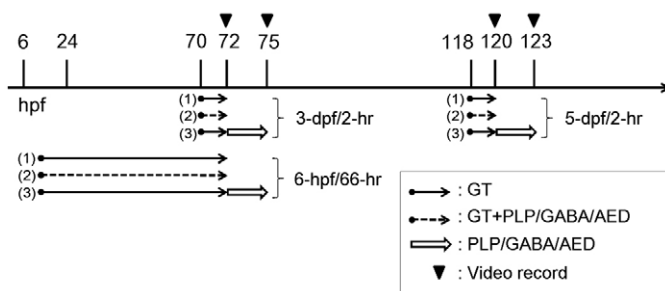 6 24 70 72 75 118 120 123
hpf
(1) (1)
(2) 3-dpf/2-hr (2) 5-dpf/2-hr
(3) (3)
(1)
(2) 6-hpf/66-hr
(3)
: GT
: GT+PLP/GABA/AED
: PLP/GABA/AED
: Video record